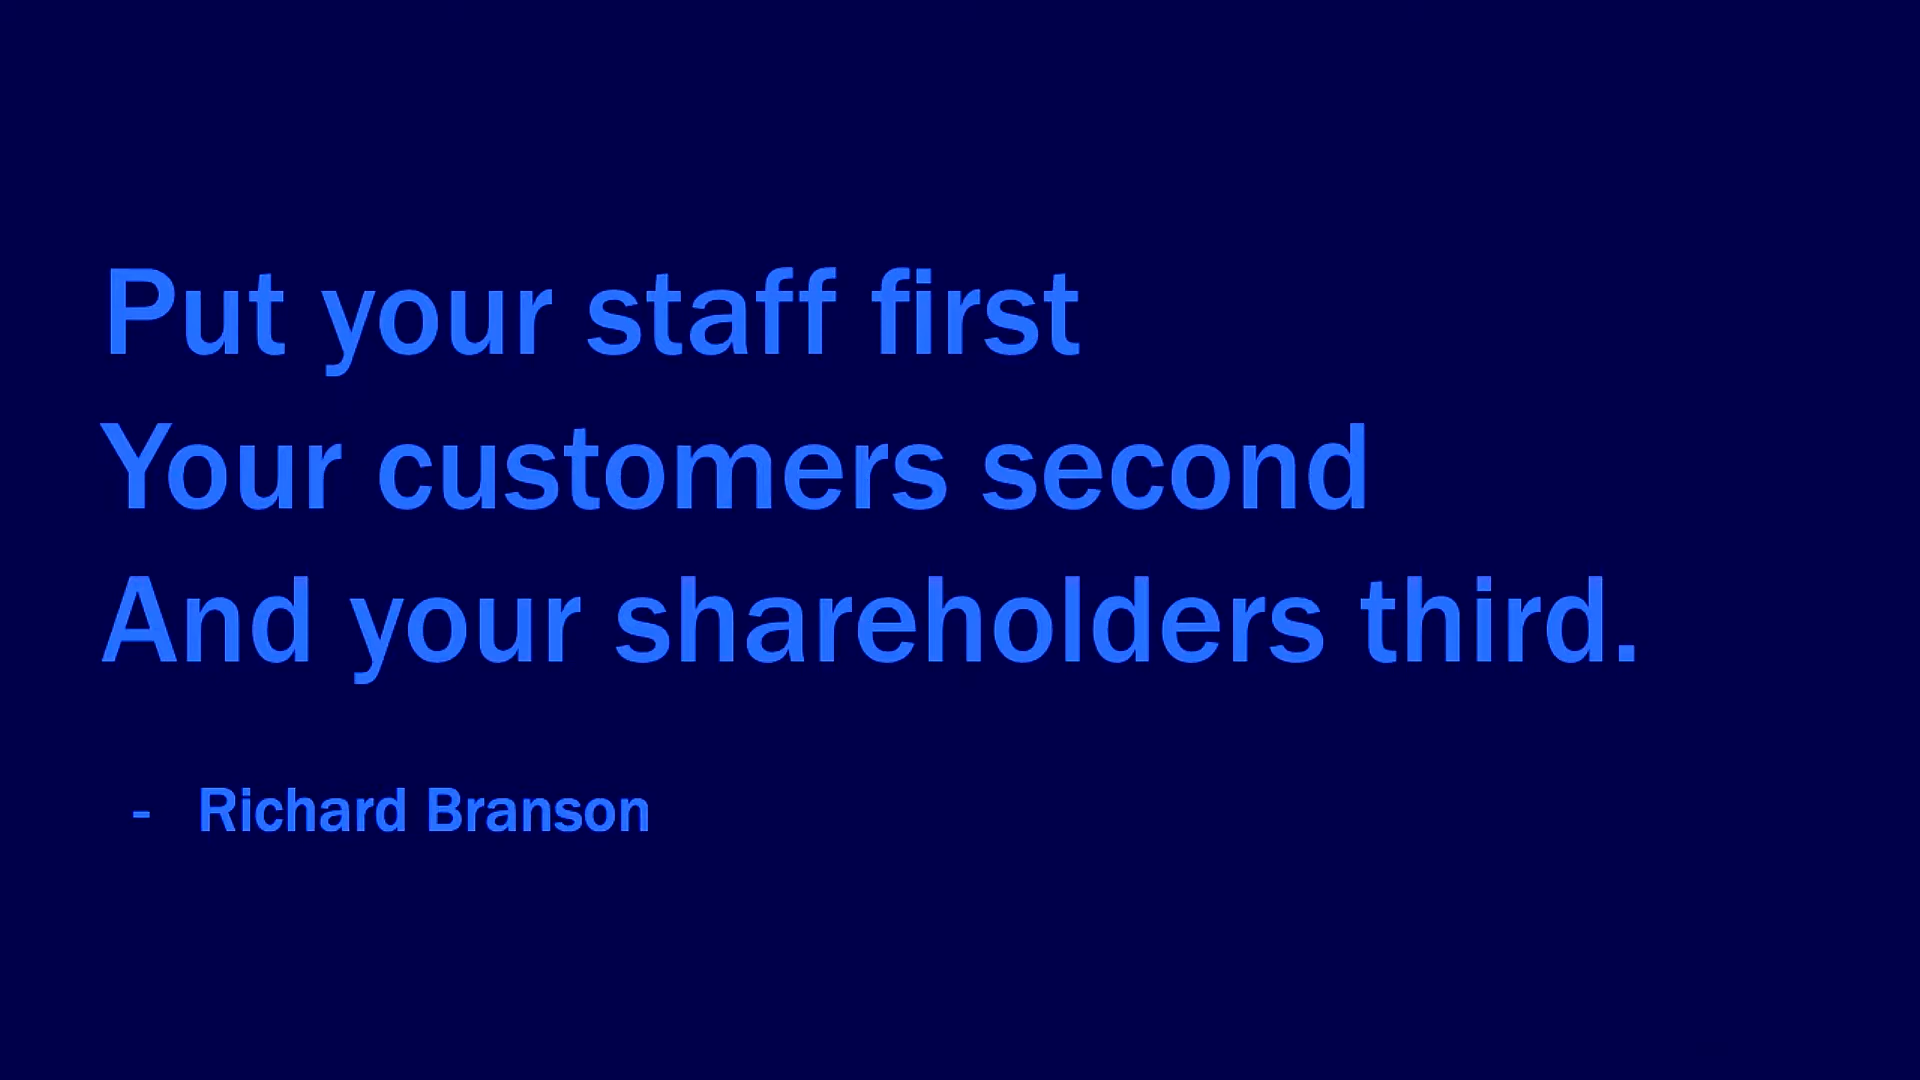 Put your staff first
Your customers second
And your shareholders third.
- Richard Branson